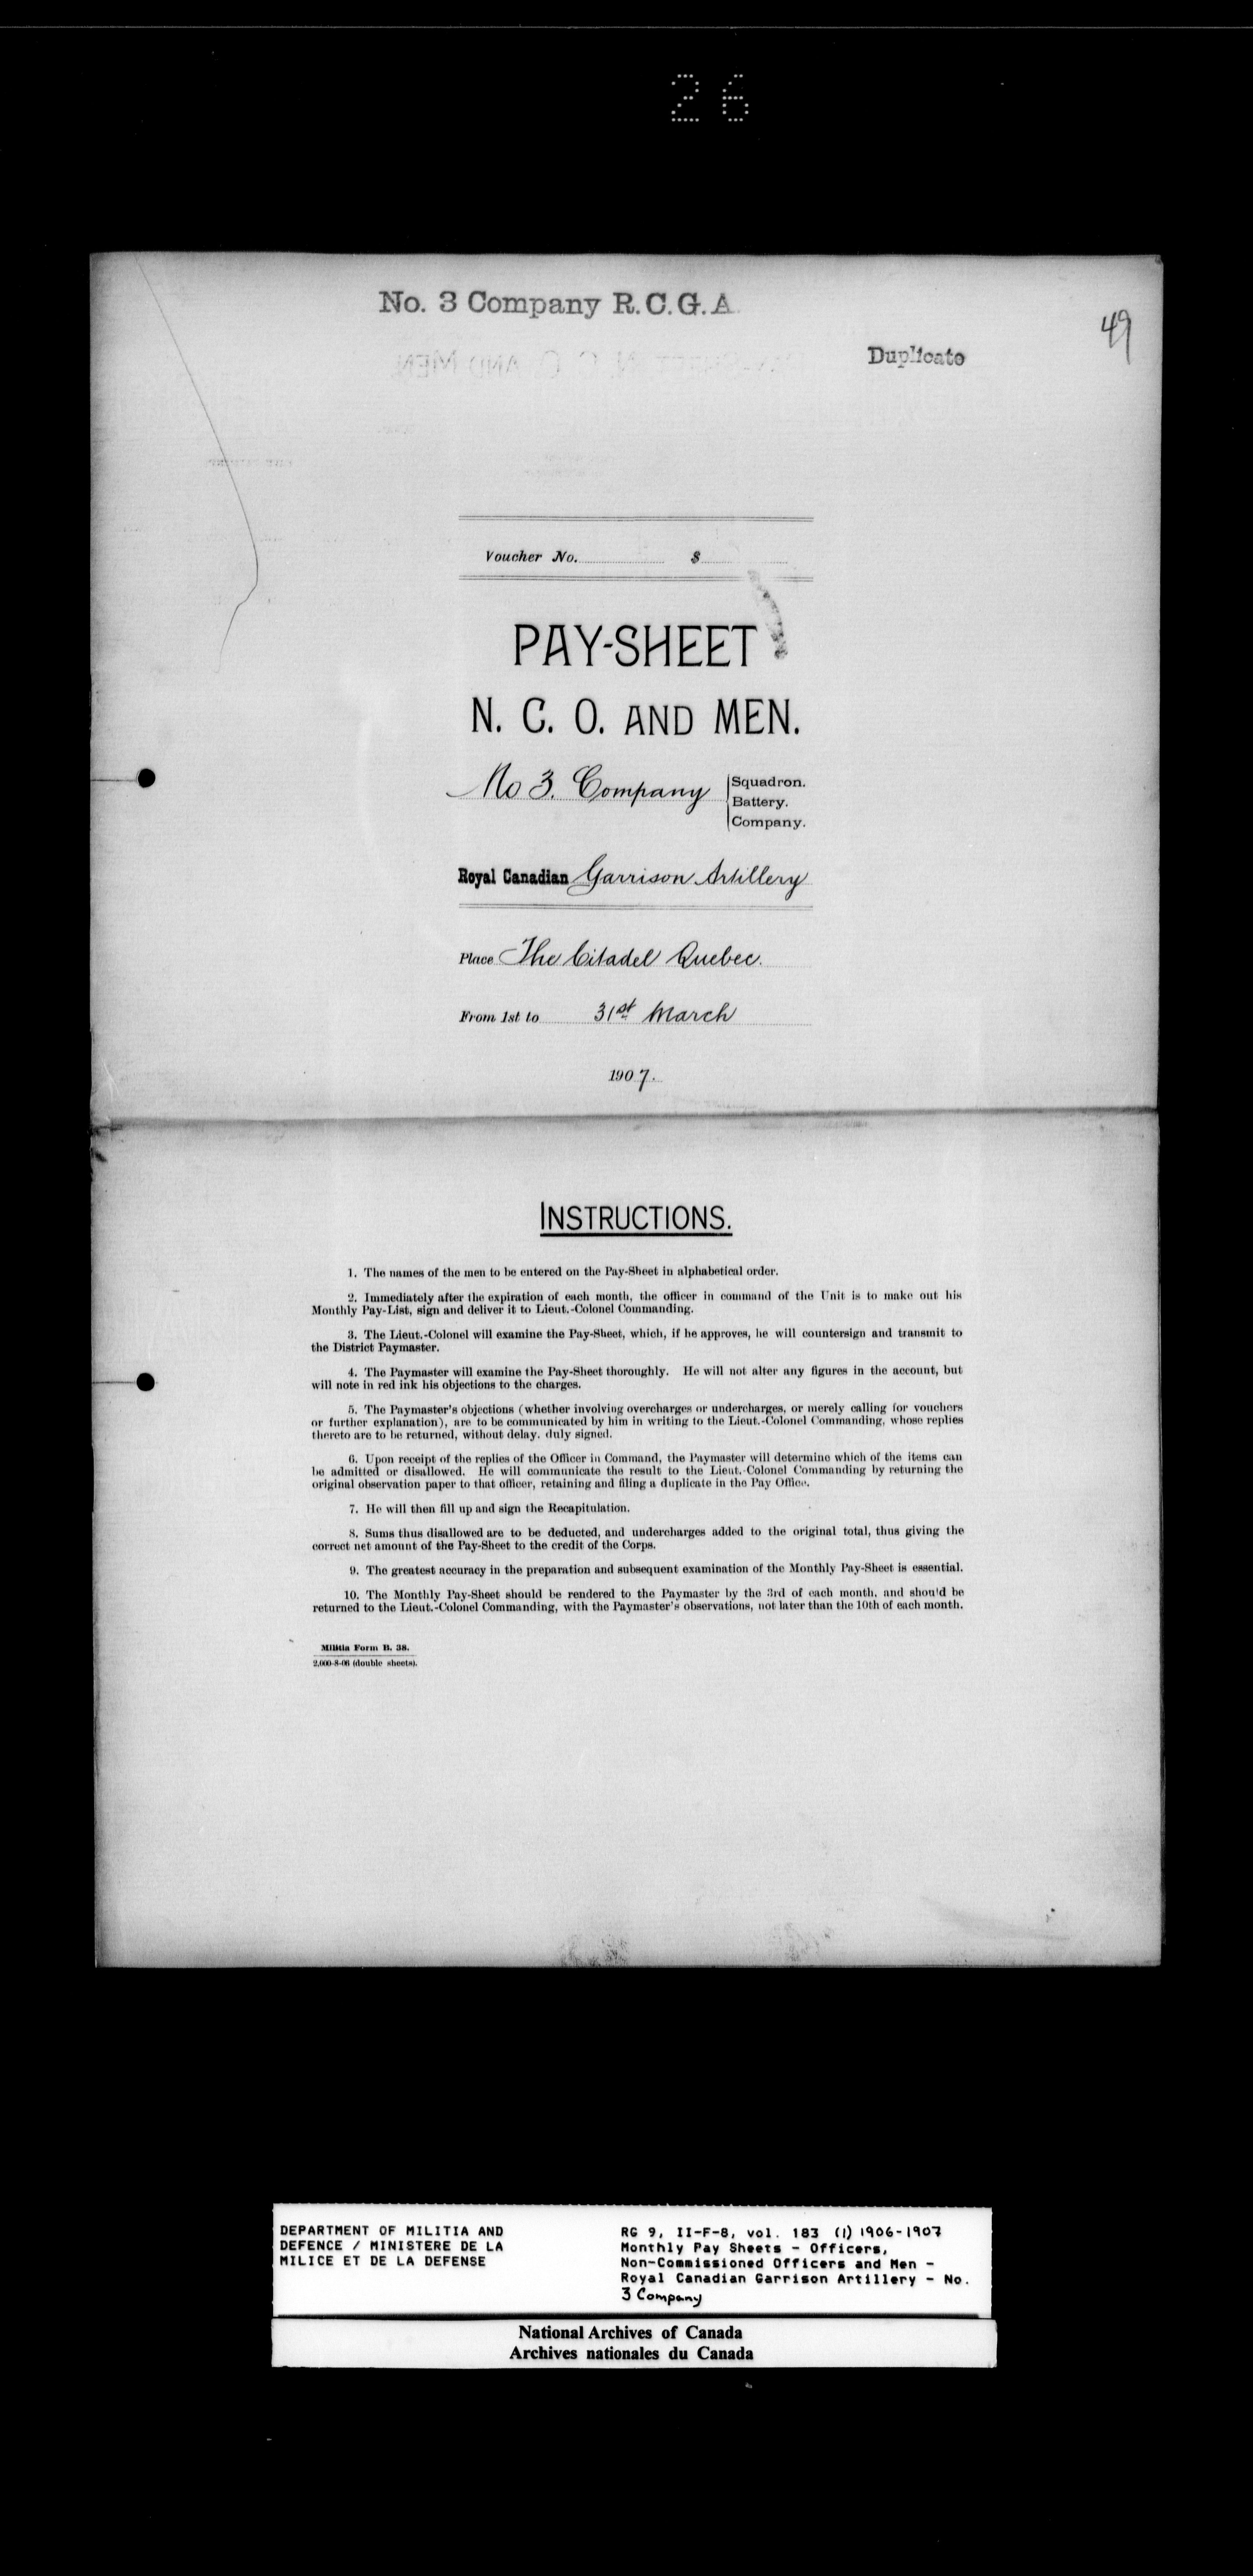 26
No. 3 Company R.C.G.A.
49
Duplicate
Voucher No. $
PAY-SHEET
N. C. O. AND MEN.
No 3. Company
Squadron.
Battery.
Company.
Royal Canadian Garrison Artillery
Place The Citadel Quebec.
From 1st to 31st March
1907.
INSTRUCTIONS.
1. The names of the men to be entered on the Pay-Sheet in alphabetical order.
2. Immediately after the expiration of each month, the officer in command of the Unit is to make out his
Monthly Pay-List, sign and deliver it to Lieut.-Colonel Commanding.
3. The Lieut.-Colonel will examine the Pay-Sheet, which, if he approves, he will countersign and transmit to
the District Paymaster.
4. The Paymaster will examine the Pay-Sheet thoroughly. He will not alter any figures in the account, but
will note in red ink his objections to the charges.
5. The Paymaster's objections (whether involving overcharges or undercharges, or merely calling for vouchers
or further explanation), are to be communicated by him in writing to the Lieut.-Colonel Commanding, whose replies
thereto are to be returned, without delay, duly signed.
6. Upon receipt of the replies of the Officer in Command, the Paymaster will determine which of the items can
be admitted or disallowed. He will communicate the result to the Lieut.-Colonel Commanding by returning the
original observation paper to that officer, retaining and filing a duplicate in the Pay Office.
7. He will then fill up and sign the Recapitulation.
8. Sums thus disallowed are to be deducted, and undercharges added to the original total, thus giving the
correct net amount of the Pay-Sheet to the credit of the Corps.
9. The greatest accuracy in the preparation and subsequent examination of the Monthly Pay-Sheet is essential.
10. The Monthly Pay-Sheet should be rendered to the Paymaster by the 3rd of each month, and should be
returned to the Lieut.-Colonel Commanding, with the Paymaster's observations, not later than the 10th of each month.
Militia Form B. 38.
2,000-8-06 (double sheets).
DEPARTMENT OF MILITIA AND
DEFENCE / MINISTERE DE LA
MILICE ET DE LA DEFENSE
RG 9, II-F-8, vol. 183 (1) 1906-1907
Monthly Pay Sheets - Officers,
Non-Commissioned Officers and Men -
Royal Canadian Garrison Artillery - No.
3 Company
National Archives of Canada
Archives nationales du Canada